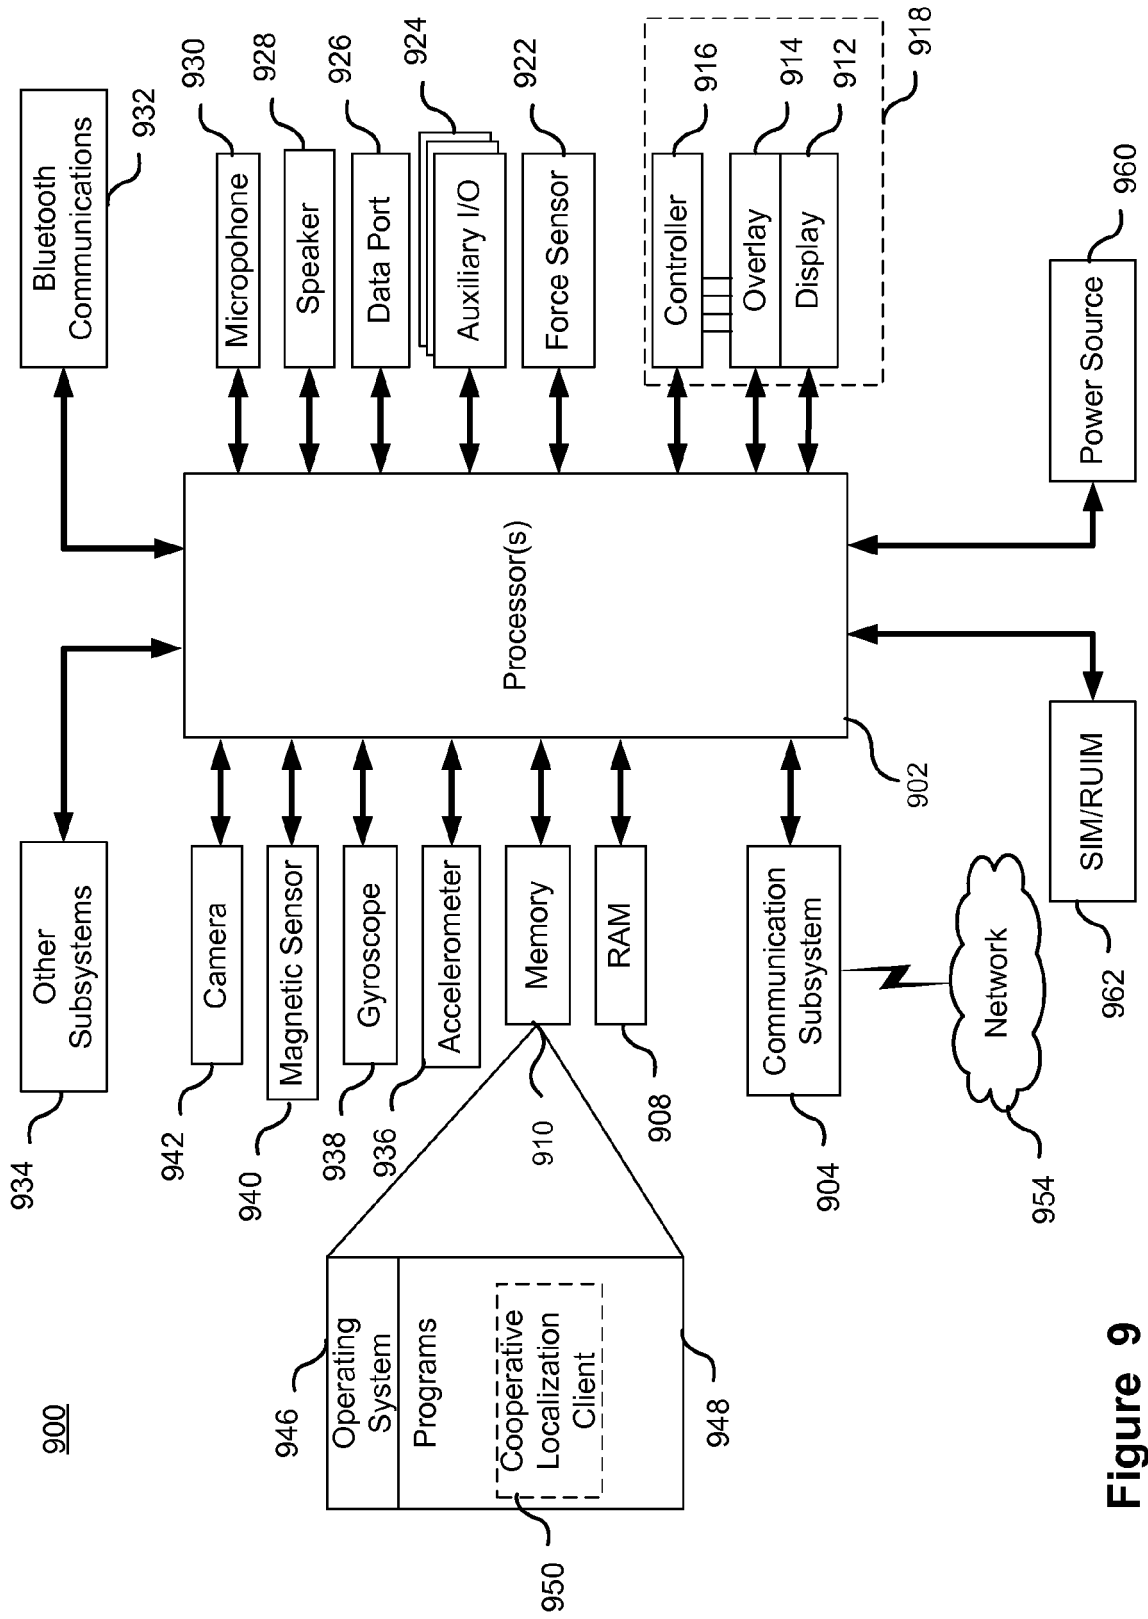 900
934
Other
Subsystems
Bluetooth
Communications
932
942
Camera
940
Magnetic Sensor
938
Gyroscope
936
Accelerometer
910
Memory
908
RAM
904
Communication
Subsystem
954
Network
946
Operating
System
Programs
Cooperative
Localization
Client
950
948
Processor(s)
902
Micropohone
930
Speaker
928
Data Port
926
Auxiliary I/O
924
Force Sensor
922
Controller
916
Overlay
914
Display
912
918
SIM/RUIM
962
Power Source
960
Figure 9